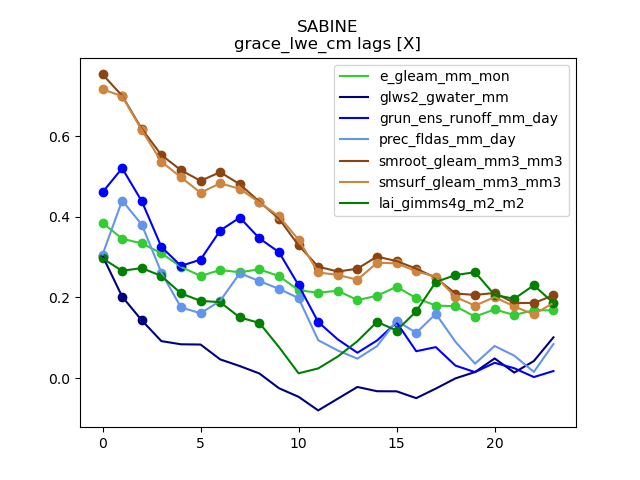 SABINE
grace_lwe_cm lags [X]
e_gleam_mm_mon
glws2_gwater_mm
grun_ens_runoff_mm_day
prec_fldas_mm_day
smroot_gleam_mm3_mm3
smsurf_gleam_mm3_mm3
lai_gimms4g_m2_m2
0.6
0.4
0.2
0.0
0 5 10 15 20